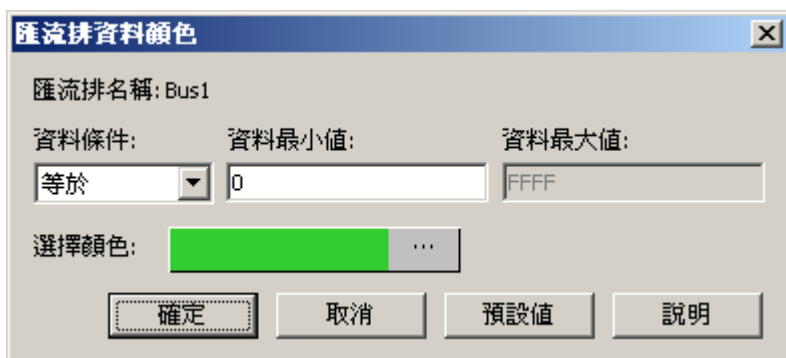 匯流排資料顏色
匯流排名稱: Bus1
資料條件: 資料最小值: 資料最大值:
等於 0 FFFF
選擇顏色: ...
確定 取消 預設值 說明